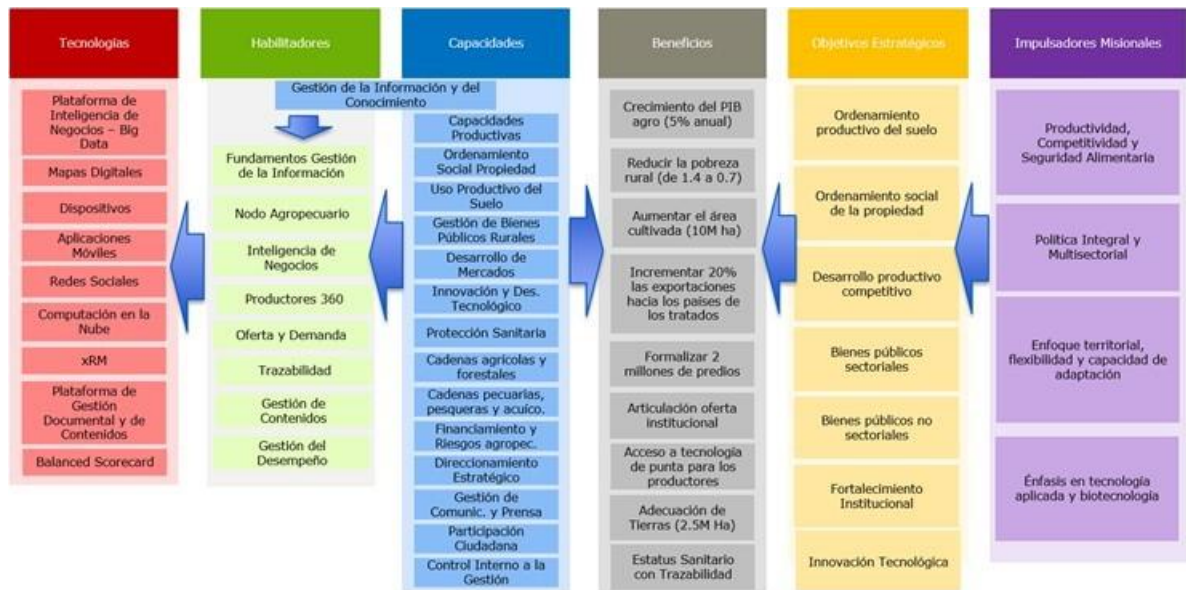 Tecnologías
Plataforma de
Inteligencia de
Negocios – Big
Data
Mapas Digitales
Dispositivos
Aplicaciones
Móviles
Redes Sociales
Computación en la
Nube
xRM
Plataforma de
Gestión
Documental y de
Contenidos
Balanced Scorecard
Habilitadores
Gestión de la Información y del
Conocimiento
Fundamentos Gestión
de la Información
Nodo Agropecuario
Inteligencia de
Negocios
Productores 360
Oferta y Demanda
Trazabilidad
Gestión de
Contenidos
Gestión del
Desempeño
Capacidades
Capacidades
Productivas
Ordenamiento
Social Propiedad
Uso Productivo del
Suelo
Gestión de Bienes
Públicos Rurales
Desarrollo de
Mercados
Innovación y Des.
Tecnológico
Protección Sanitaria
Cadenas agrícolas y
forestales
Cadenas pecuarias,
pesqueras y acuíco.
Financiamiento y
Riesgos agropec.
Direccionamiento
Estratégico
Gestión de
Comunic. y Prensa
Participación
Ciudadana
Control Interno a la
Gestión
Beneficios
Crecimiento del PIB
agro (5% anual)
Reducir la pobreza
rural (de 1.4 a 0.7)
Aumentar el área
cultivada (10M ha)
Incrementar 20%
las exportaciones
hacia los países de
los tratados
Formalizar 2
millones de predios
Articulación oferta
institucional
Acceso a tecnología
de punta para los
productores
Adecuación de
Tierras (2.5M Ha)
Estatus Sanitario
con Trazabilidad
Objetivos Estratégicos
Ordenamiento
productivo del suelo
Ordenamiento social
de la propiedad
Desarrollo productivo
competitivo
Bienes públicos
sectoriales
Bienes públicos no
sectoriales
Fortalecimiento
Institucional
Innovación Tecnológica
Impulsadores Misionales
Productividad,
Competitividad y
Seguridad Alimentaria
Política Integral y
Multisectorial
Enfoque territorial,
flexibilidad y capacidad de
adaptación
Énfasis en tecnología
aplicada y biotecnología